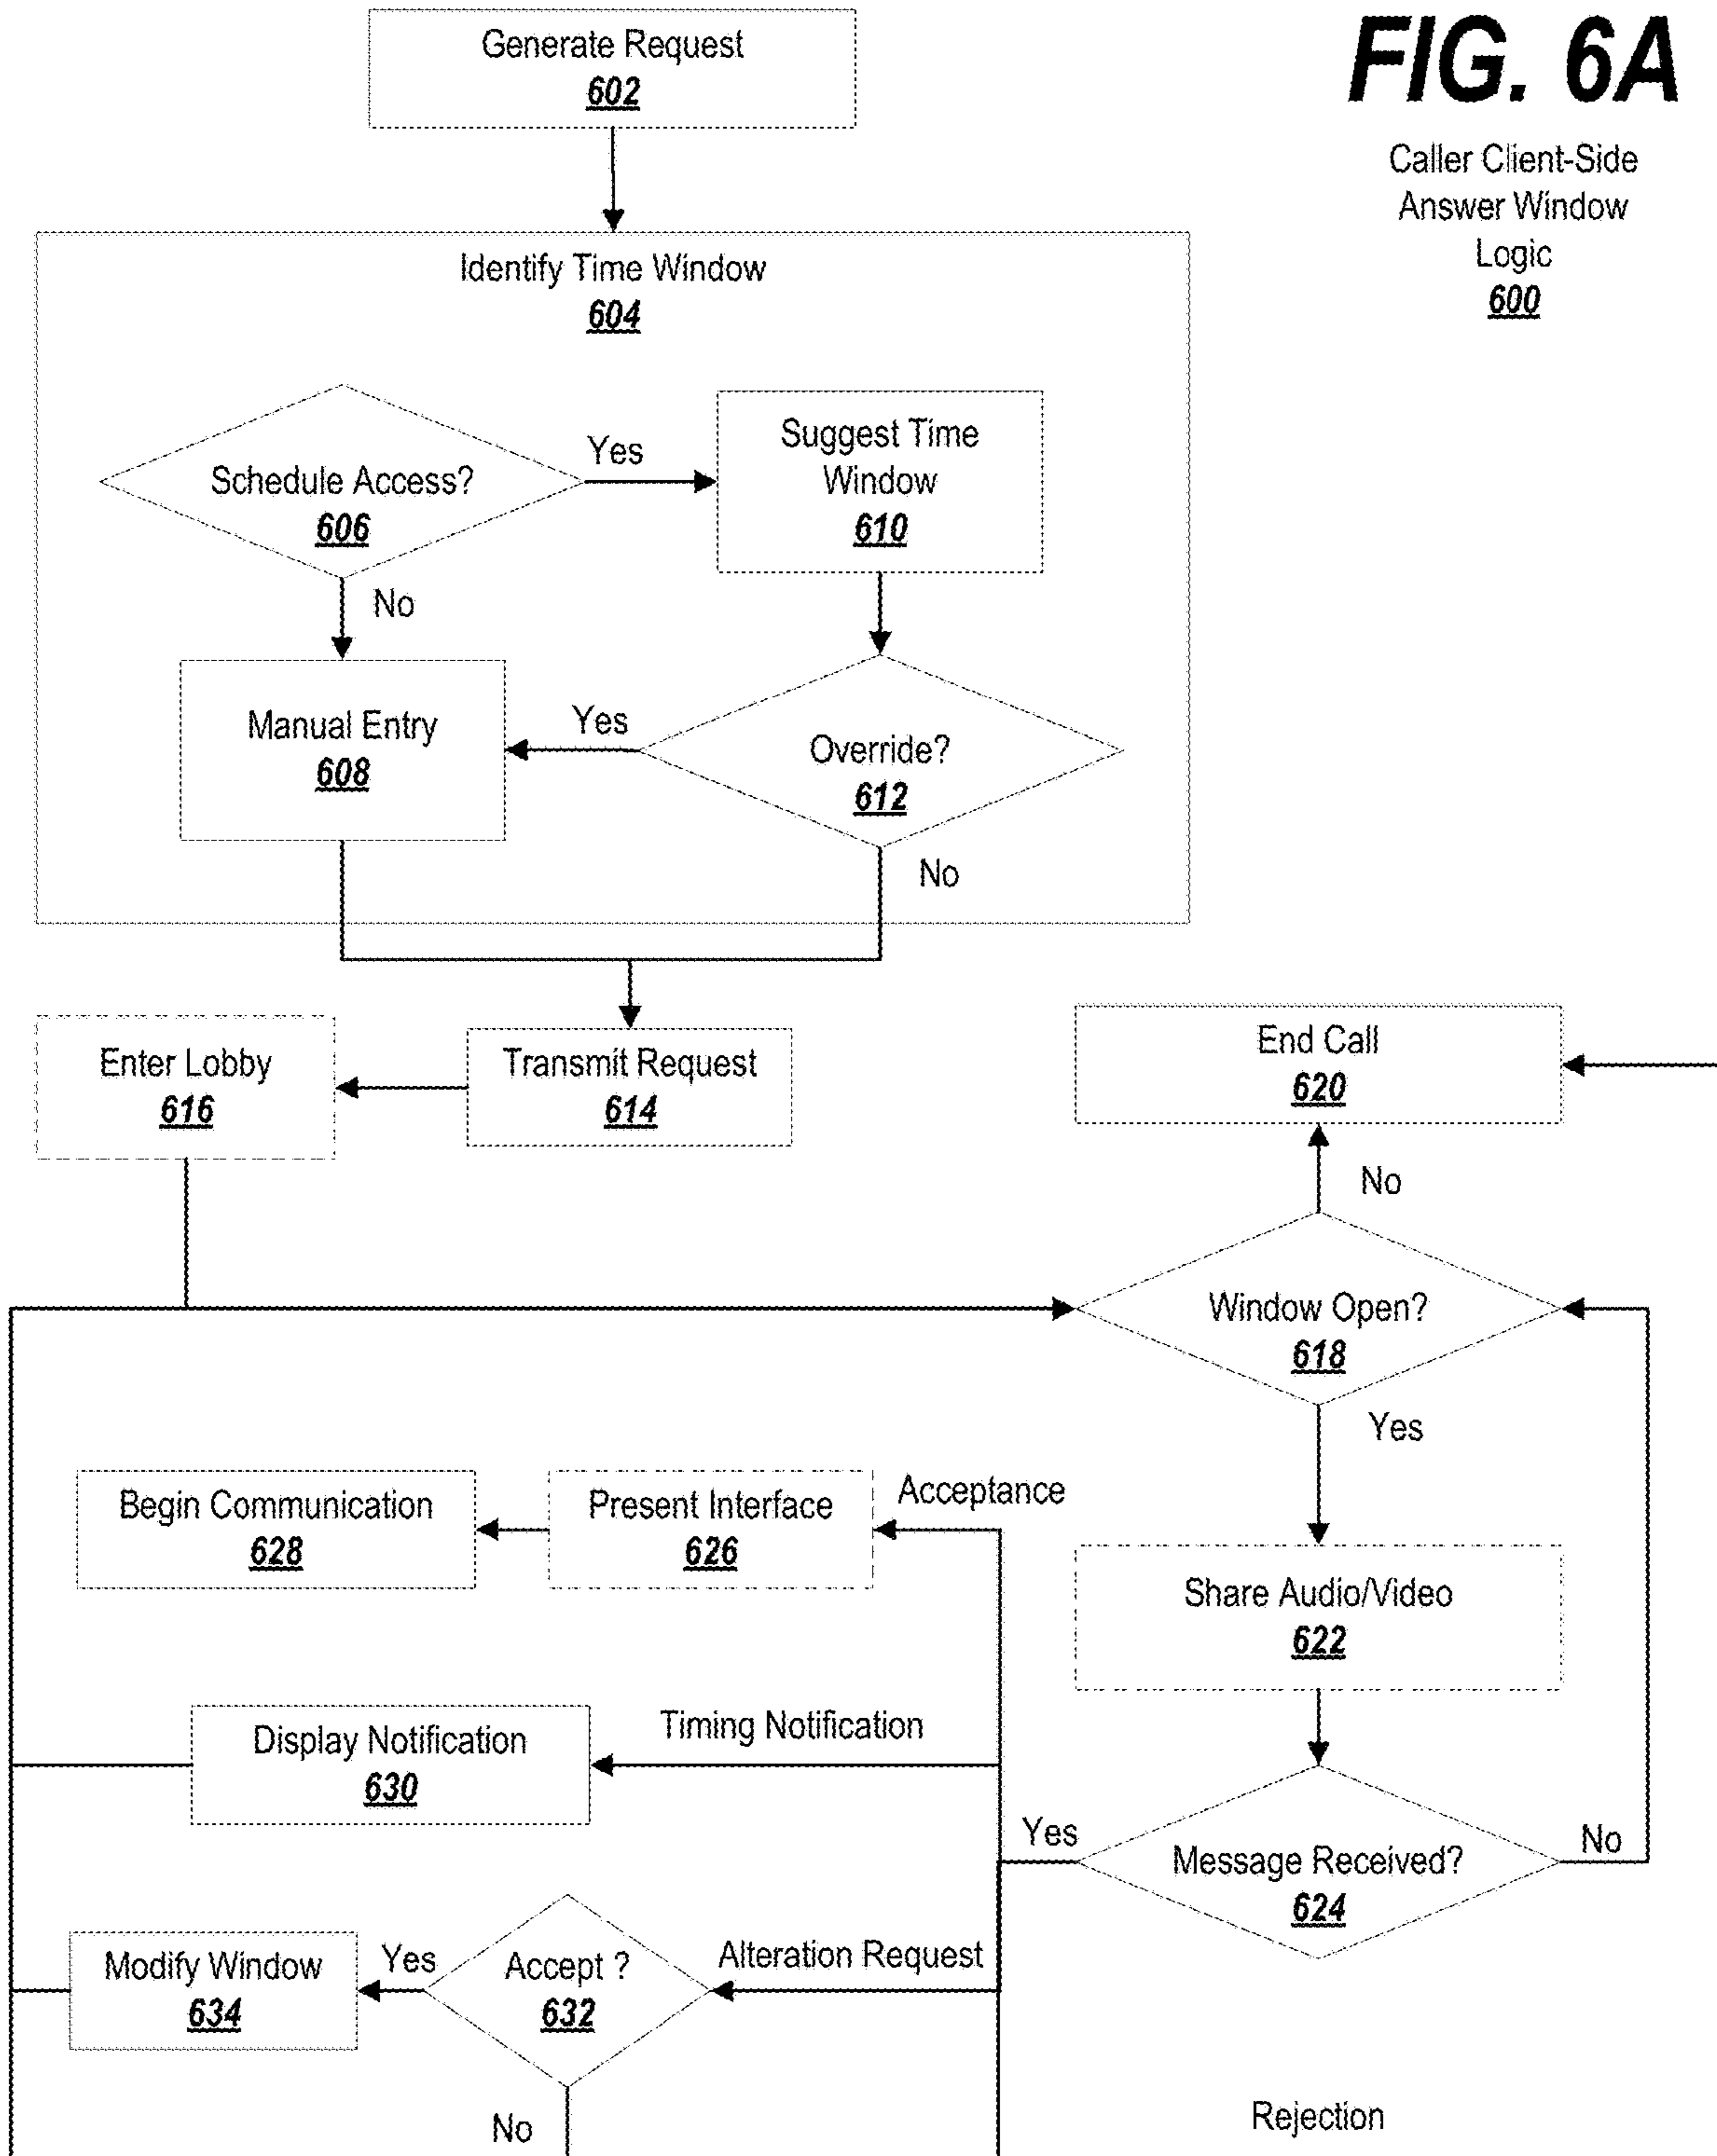 FIG. 6A
Caller Client-Side
Answer Window
Logic
600
Generate Request
602
Identify Time Window
604
Schedule Access?
606
Yes
No
Suggest Time
Window
610
Manual Entry
608
Yes
Override?
612
No
Enter Lobby
616
Transmit Request
614
End Call
620
No
Window Open?
618
Yes
Begin Communication
628
Present Interface
626
Acceptance
Share Audio/Video
622
Display Notification
630
Timing Notification
Yes
Message Received?
624
No
Modify Window
634
Yes
Accept ?
632
Alteration Request
No
Rejection